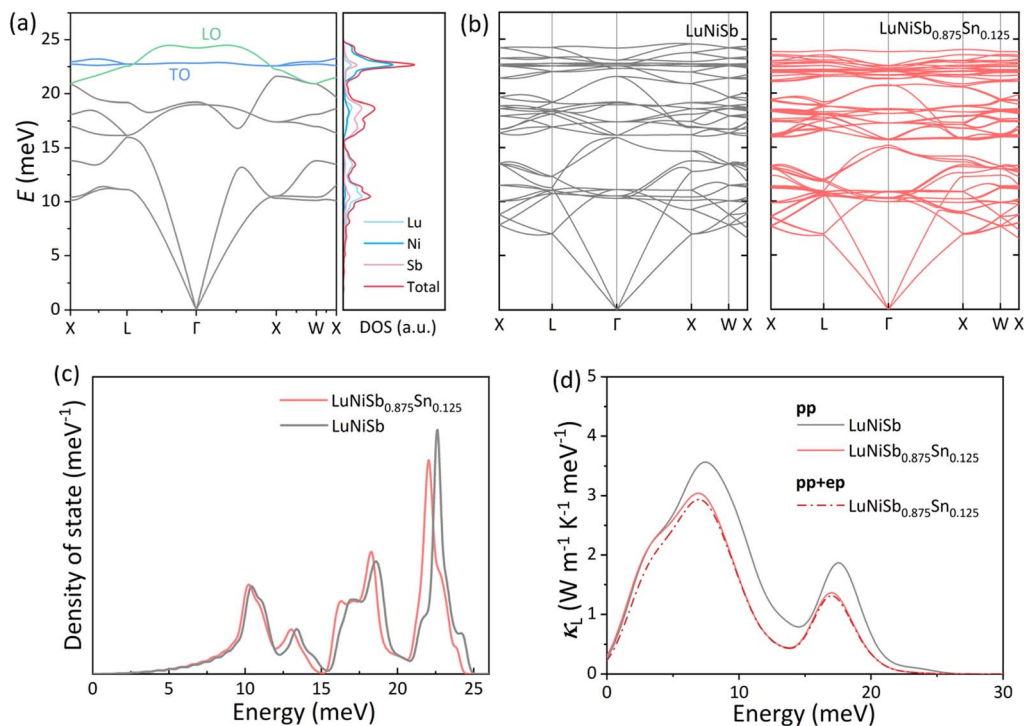 (a)
LO
TO
E (meV)
25
20
15
10
5
0
X L Γ X W X
DOS (a.u.)
Lu
Ni
Sb
Total
(b)
LuNiSb
X L Γ X W X
LuNiSb0.875Sn0.125
X L Γ X W X
(c)
LuNiSb0.875Sn0.125
LuNiSb
Density of state (meV-1)
0 5 10 15 20 25
Energy (meV)
(d)
pp
LuNiSb
LuNiSb0.875Sn0.125
pp+ep
LuNiSb0.875Sn0.125
κL (W m-1 K-1 meV-1)
5
4
3
2
1
0
0 10 20 30
Energy (meV)